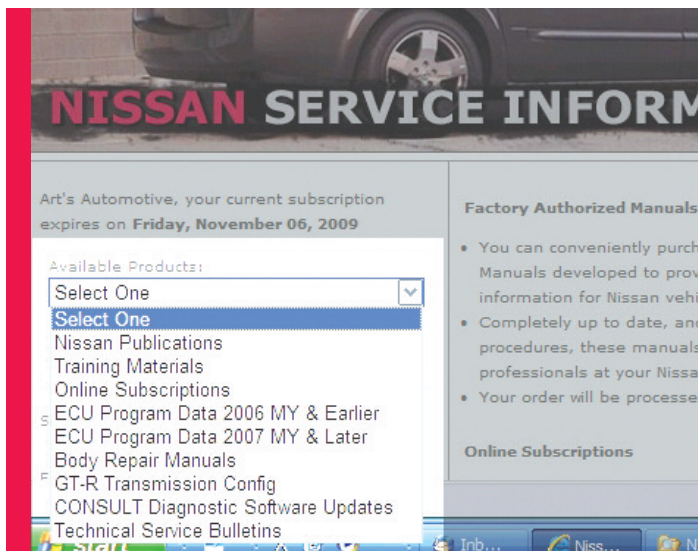 NISSAN SERVICE INFORM
Art's Automotive, your current subscription
expires on Friday, November 06, 2009
Available Products:
Select One
Select One
Nissan Publications
Training Materials
Online Subscriptions
ECU Program Data 2006 MY & Earlier
ECU Program Data 2007 MY & Later
Body Repair Manuals
GT-R Transmission Config
CONSULT Diagnostic Software Updates
Technical Service Bulletins
Factory Authorized Manuals
• You can conveniently purch
Manuals developed to prov
information for Nissan vehi
• Completely up to date, and
procedures, these manuals
professionals at your Nissa
• Your order will be processe
Online Subscriptions
start
Inb...
Niss...
N